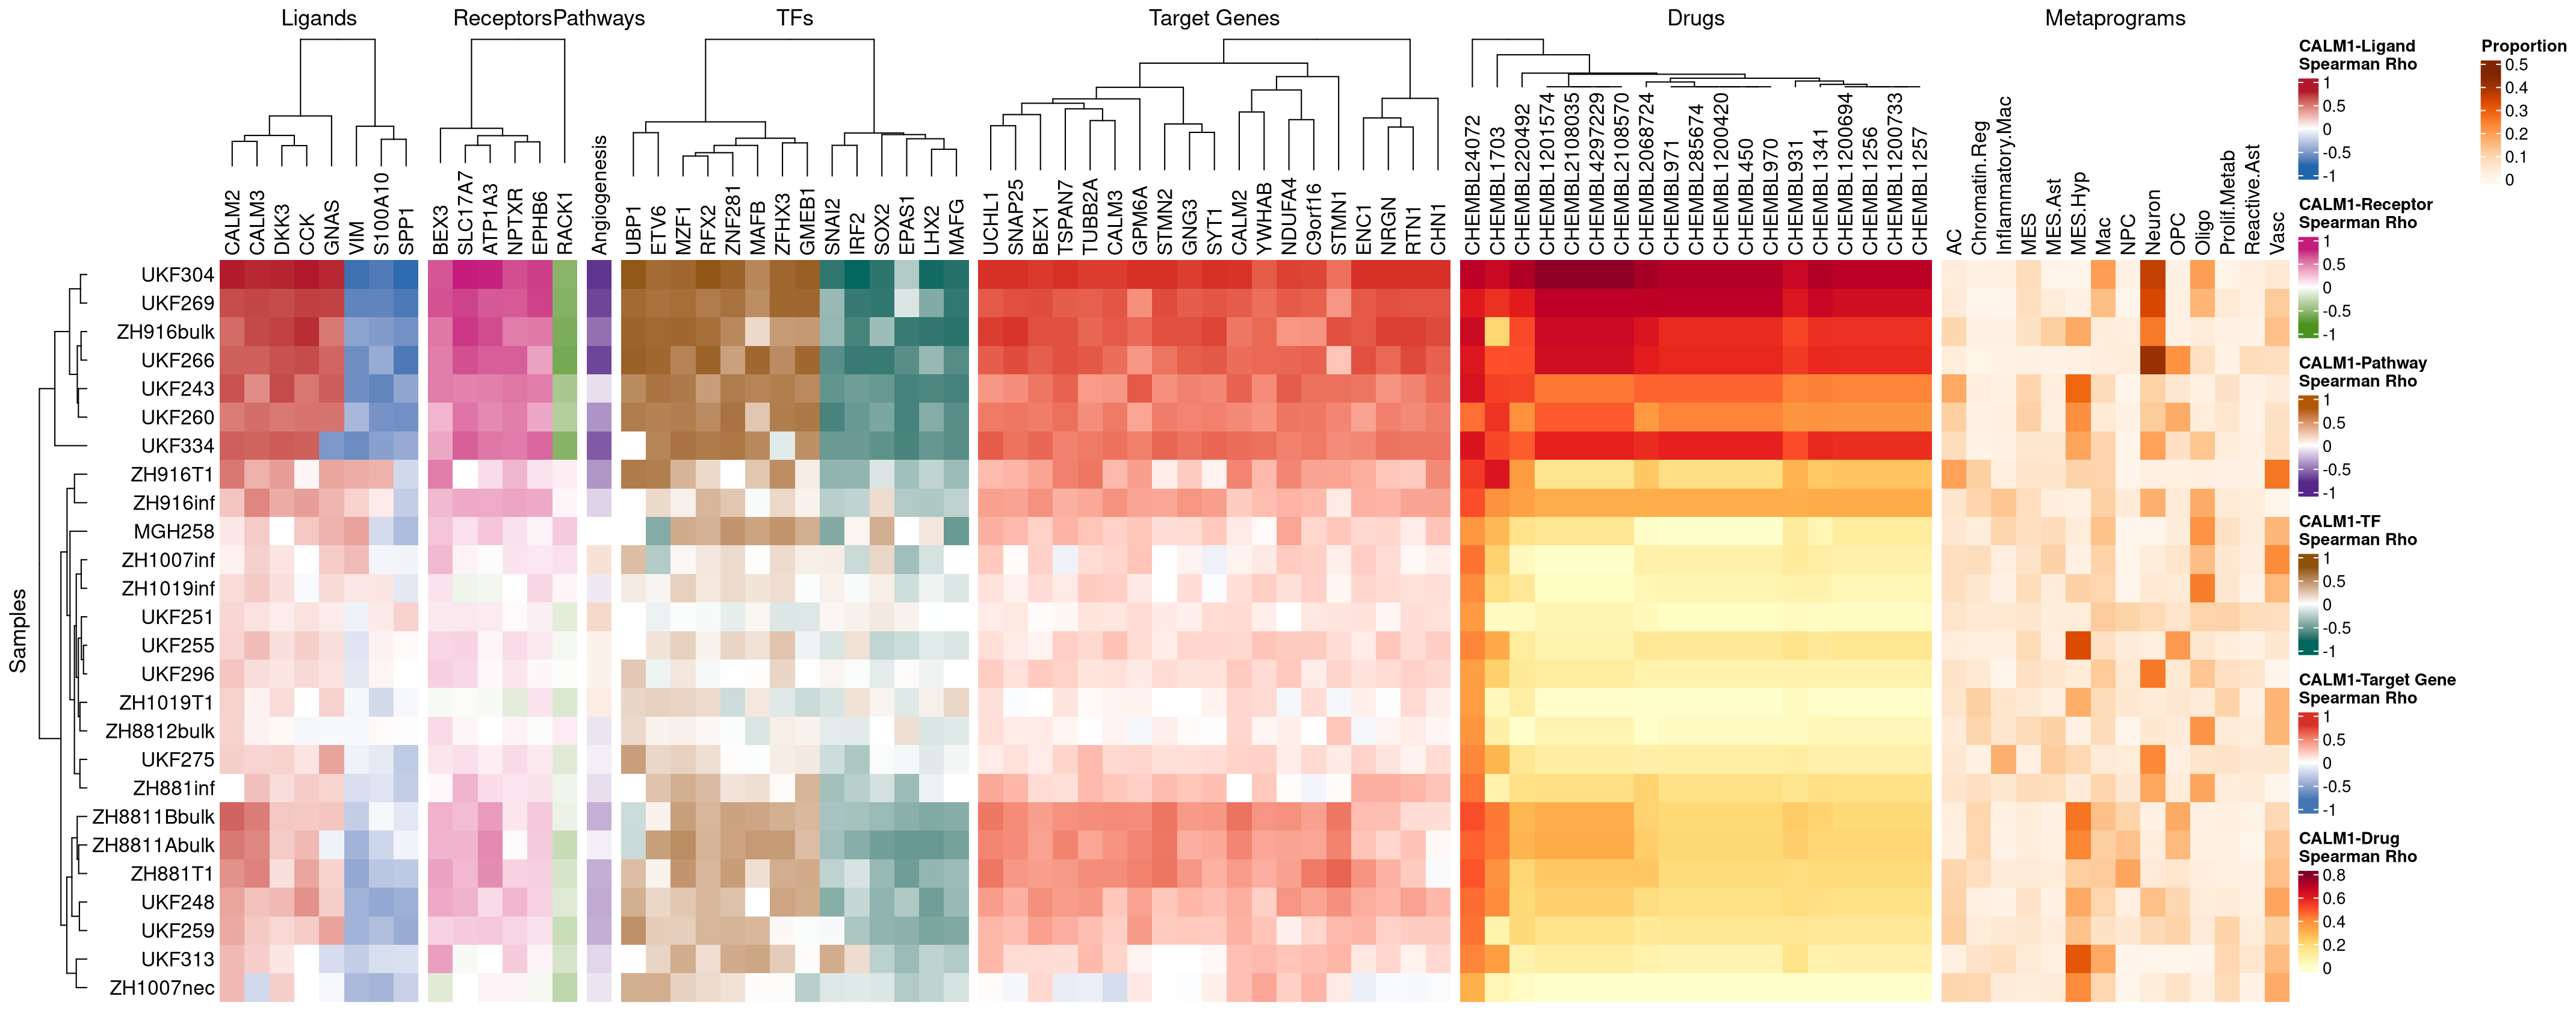 Ligands
Receptors
Pathways
TFs
Target Genes
Drugs
Metaprograms
CALM2
CALM3
DKK3
CCK
GNAS
VIM
S100A10
SPP1
BEX3
SLC17A7
ATP1A3
NPTXR
EPHB6
RACK1
Angiogenesis
UBP1
ETV6
MZF1
RFX2
ZNF281
MAFB
ZFHX3
GMEB1
SNAI2
IRF2
SOX2
EPAS1
LHX2
MAFG
UCHL1
SNAP25
BEX1
TSPAN7
TUBB2A
CALM3
GPM6A
STMN2
GNG3
SYT1
CALM2
YWHAB
NDUFA4
C9orf16
STMN1
ENC1
NRGN
RTN1
CHN1
CHEMBL24072
CHEMBL1703
CHEMBL220492
CHEMBL1201574
CHEMBL2108035
CHEMBL4297229
CHEMBL2108570
CHEMBL2068724
CHEMBL971
CHEMBL285674
CHEMBL1200420
CHEMBL450
CHEMBL970
CHEMBL931
CHEMBL1341
CHEMBL1200694
CHEMBL1256
CHEMBL1200733
CHEMBL1257
AC
Chromatin.Reg
Inflammatory.Mac
MES
MES.Ast
MES.Hyp
Mac
NPC
Neuron
OPC
Oligo
Prolif.Metab
Reactive.Ast
Vasc
Samples
UKF304
UKF269
ZH916bulk
UKF266
UKF243
UKF260
UKF334
ZH916T1
ZH916inf
MGH258
ZH1007inf
ZH1019inf
UKF251
UKF255
UKF296
ZH1019T1
ZH8812bulk
UKF275
ZH881inf
ZH8811Bbulk
ZH8811Abulk
ZH881T1
UKF248
UKF259
UKF313
ZH1007nec
CALM1-Ligand
Spearman Rho
1
0.5
0
-0.5
-1
CALM1-Receptor
Spearman Rho
1
0.5
0
-0.5
-1
CALM1-Pathway
Spearman Rho
1
0.5
0
-0.5
-1
CALM1-TF
Spearman Rho
1
0.5
0
-0.5
-1
CALM1-Target Gene
Spearman Rho
1
0.5
0
-0.5
-1
CALM1-Drug
Spearman Rho
0.8
0.6
0.4
0.2
0
Proportion
0.5
0.4
0.3
0.2
0.1
0